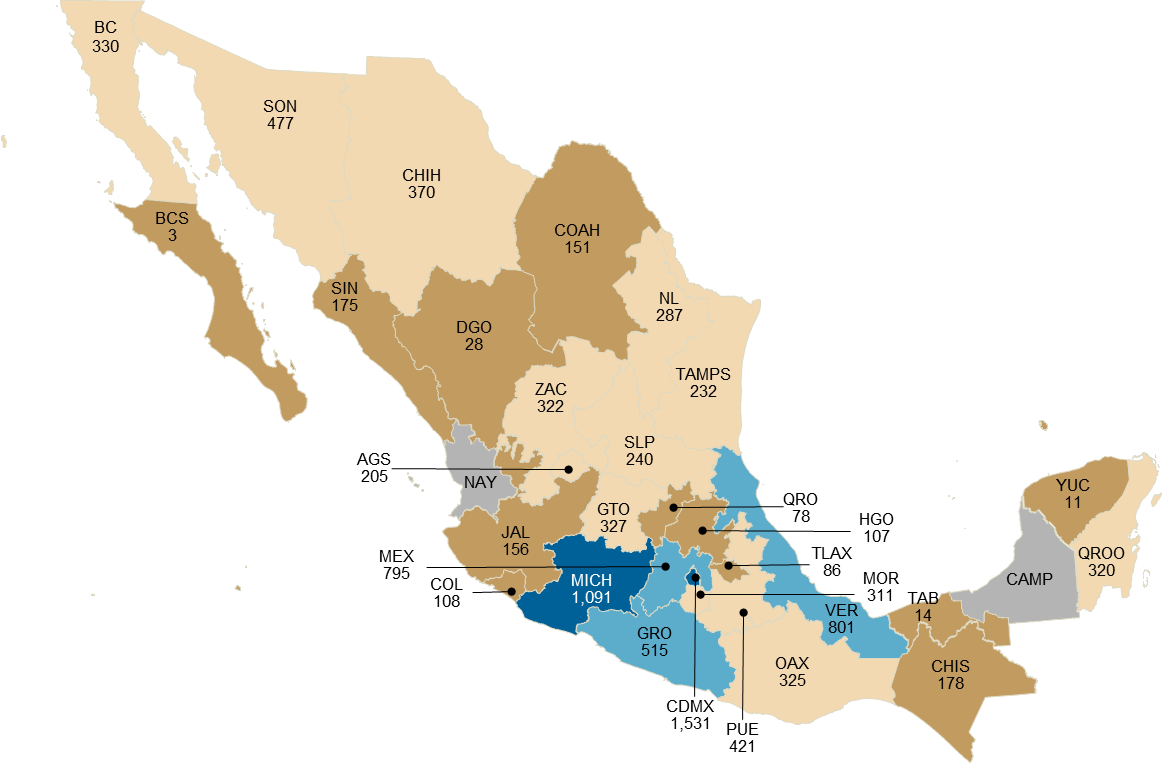 BC
330
SON
477
CHIH
370
BCS
3
COAH
151
SIN
175
NL
287
DGO
28
TAMPS
232
ZAC
322
SLP
240
AGS
205
NAY
YUC
11
QRO
78
GTO
327
HGO
107
JAL
156
MEX
795
TLAX
86
QROO
320
COL
108
MICH
1,091
MOR
311
CAMP
TAB
14
VER
801
GRO
515
OAX
325
CHIS
178
CDMX
1,531
PUE
421